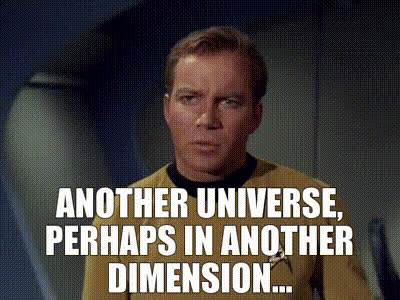 ANOTHER UNIVERSE,
PERHAPS IN ANOTHER
DIMENSION...